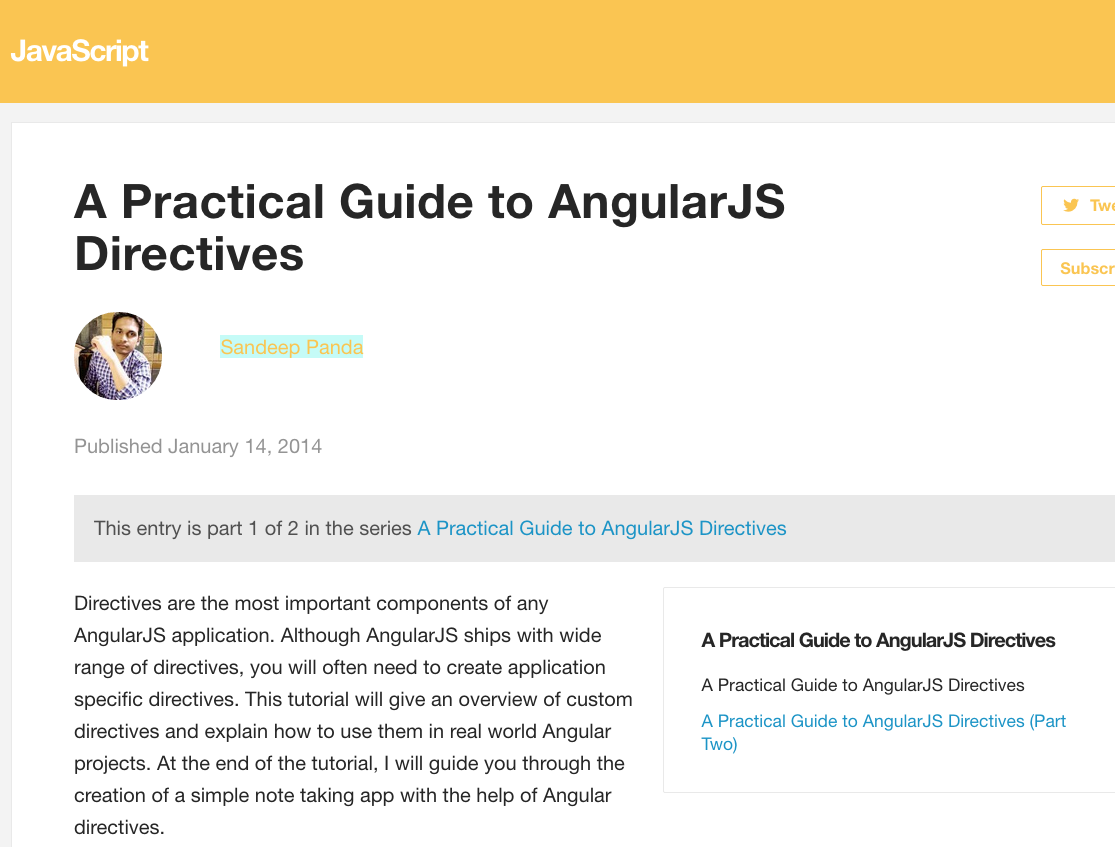 JavaScript
A Practical Guide to AngularJS
Directives
Sandeep Panda
Published January 14, 2014
This entry is part 1 of 2 in the series A Practical Guide to AngularJS Directives
Directives are the most important components of any
AngularJS application. Although AngularJS ships with wide
range of directives, you will often need to create application
specific directives. This tutorial will give an overview of custom
directives and explain how to use them in real world Angular
projects. At the end of the tutorial, I will guide you through the
creation of a simple note taking app with the help of Angular
directives.
A Practical Guide to AngularJS Directives
A Practical Guide to AngularJS Directives
A Practical Guide to AngularJS Directives (Part
Two)